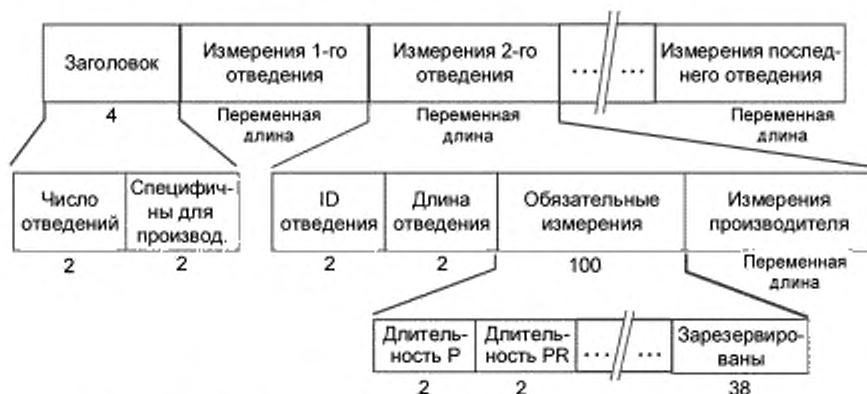 Заголовок
Измерения 1-го
отведения
Измерения 2-го
отведения
... ...
Измерения послед-
него отведения
4
Переменная
длина
Переменная
длина
Переменная
длина
Число
отведений
Специфич-
ны для
производ.
ID
отведения
Длина
отведения
Обязательные
измерения
Измерения
производителя
2
2
2
2
100
Переменная
длина
Длитель-
ность P
Длитель-
ность PR
... ...
Зарезервиро-
ваны
2
2
38